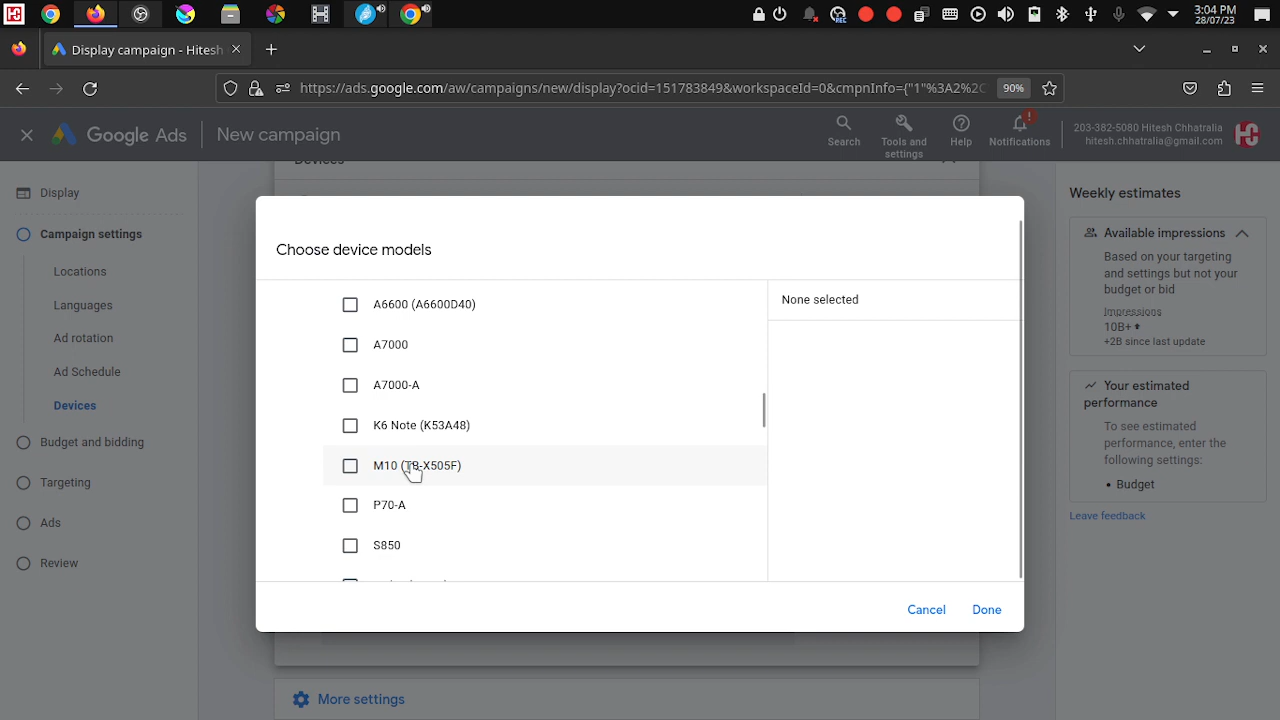 3:04 PM
28/07/23
Display campaign - Hitesh
https://ads.google.com/aw/campaigns/new/display?ocid=151783849&workspaceId=0&cmpnInfo={"1"%3A2%2C
90%
Google Ads
New campaign
Search
Tools and
settings
Help
Notifications
203-382-5080 Hitesh Chhatralia
hitesh.chhatralia@gmail.com
Devices
Display
Campaign settings
Locations
Languages
Ad rotation
Ad Schedule
Devices
Budget and bidding
Targeting
Ads
Review
Choose device models
A6600 (A6600D40)
A7000
A7000-A
K6 Note (K53A48)
M10 (TB-X505F)
P70-A
S850
None selected
Cancel
Done
More settings
Weekly estimates
Available impressions
Based on your targeting
and settings but not your
budget or bid
Impressions
10B+
+2B since last update
Your estimated
performance
To see estimated
performance, enter the
following settings:
• Budget
Leave feedback